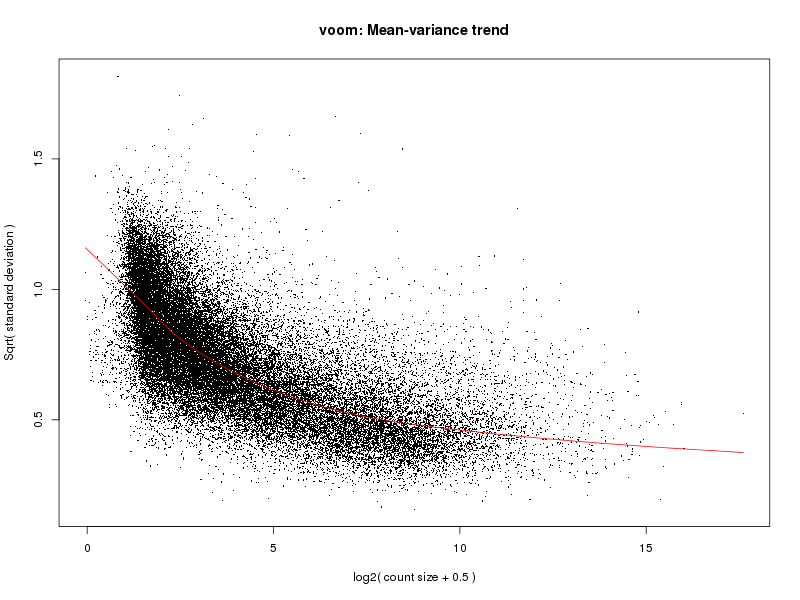 voom: Mean-variance trend
Sqrt( standard deviation )
1.5
1.0
0.5
0
5
10
15
log2( count size + 0.5 )